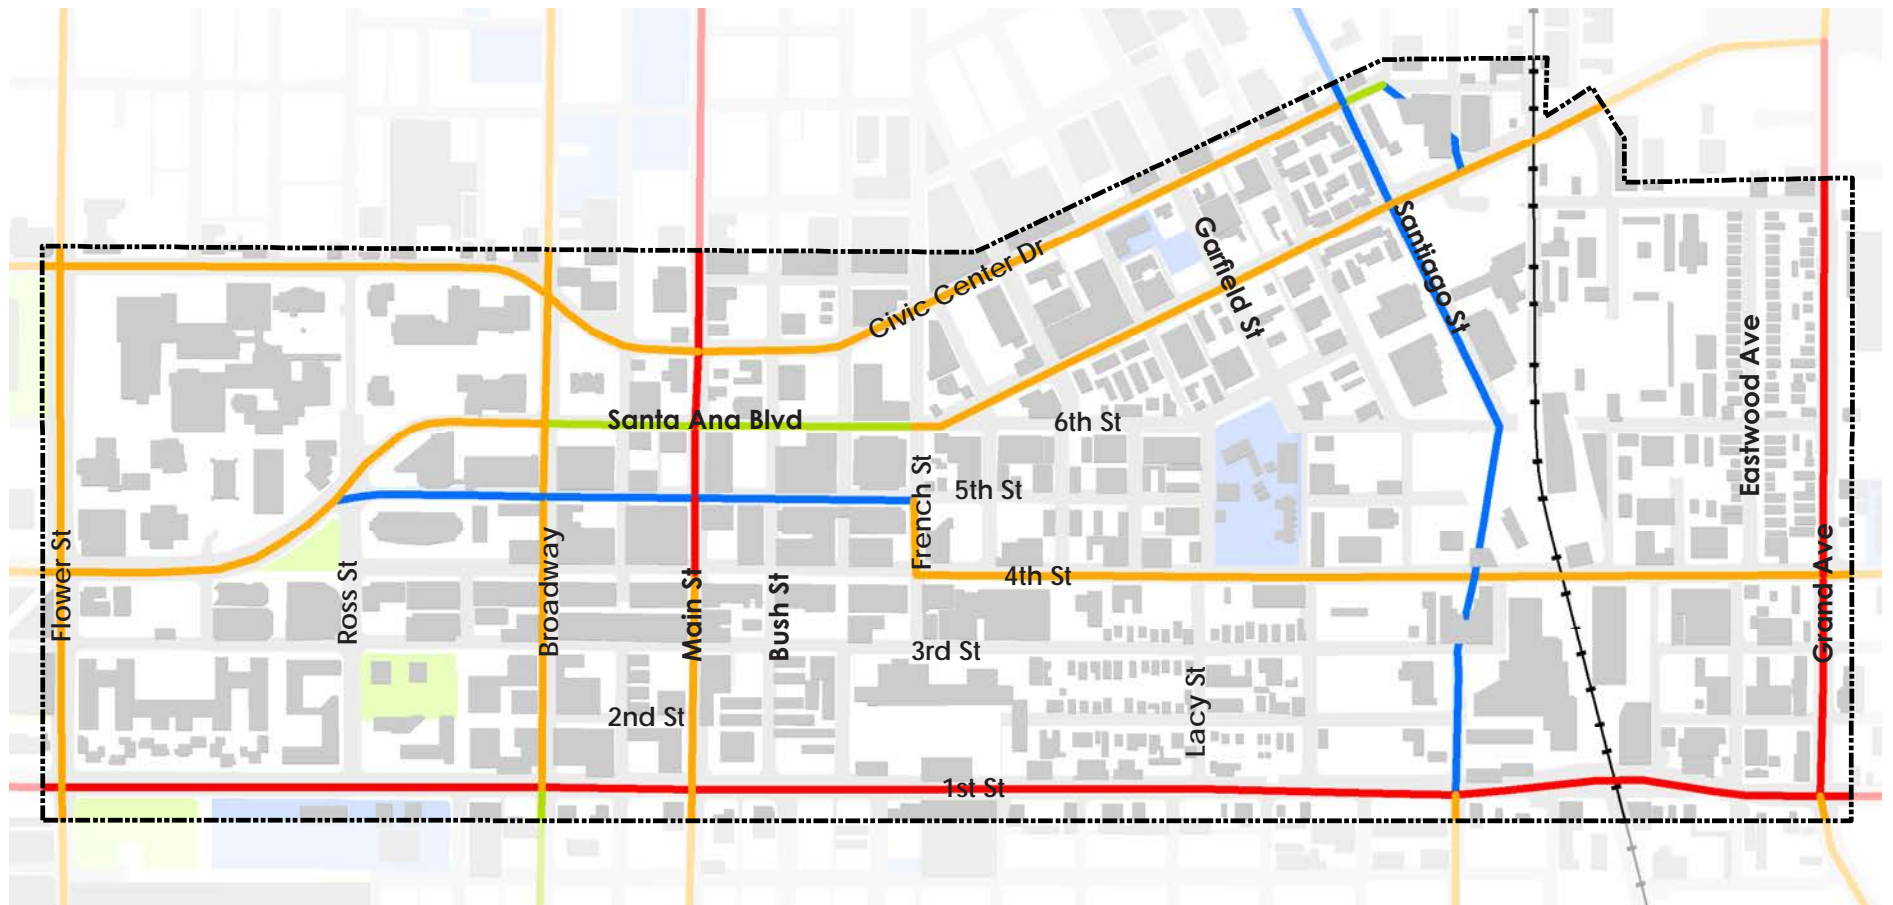 Civic Center Dr
Garfield St
Santiago St
Santa Ana Blvd
6th St
Eastwood Ave
French St
5th St
Flower St
Ross St
Broadway
Main St
Bush St
4th St
Grand Ave
3rd St
Lacy St
2nd St
1st St